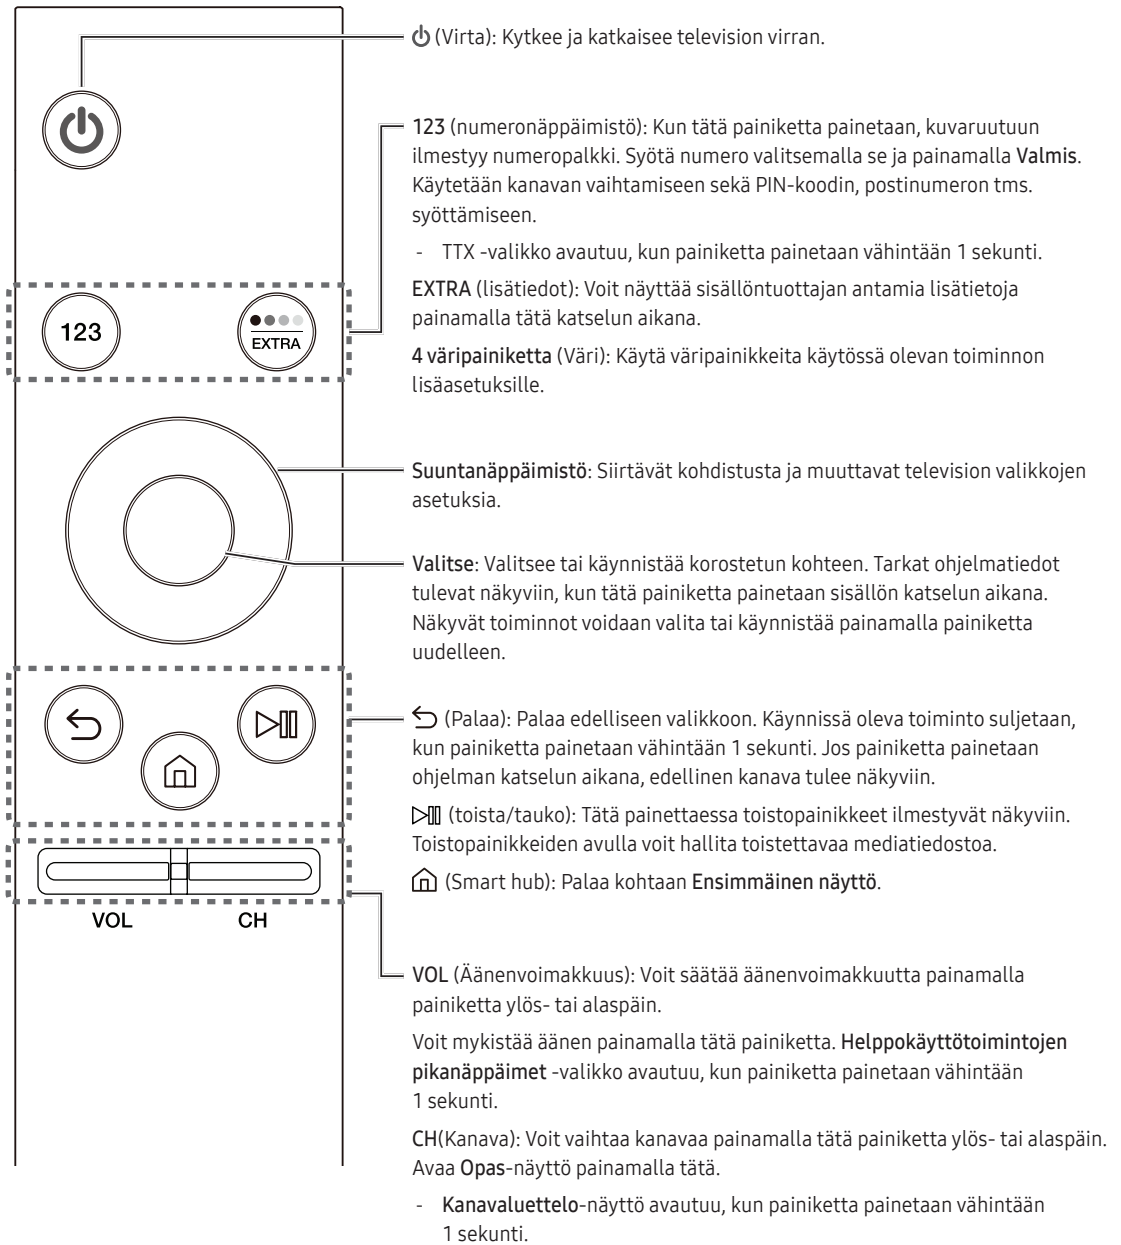 (Virta): Kytkee ja katkaisee television virran.
123 (numeronäppäimistö): Kun tätä painiketta painetaan, kuvaruutuun
ilmestyy numeropalkki. Syötä numero valitsemalla se ja painamalla Valmis.
Käytetään kanavan vaihtamiseen sekä PIN-koodin, postinumeron tms.
syöttämiseen.
- TTX -valikko avautuu, kun painiketta painetaan vähintään 1 sekunti.
EXTRA (lisätiedot): Voit näyttää sisällöntuottajan antamia lisätietoja
painamalla tätä katselun aikana.
4 väripainiketta (Väri): Käytä väripainikkeita käytössä olevan toiminnon
lisäasetuksille.
123
EXTRA
Suuntanäppäimistö: Siirtävät kohdistusta ja muuttavat television valikkojen
asetuksia.
Valitse: Valitsee tai käynnistää korostetun kohteen. Tarkat ohjelmatiedot
tulevat näkyviin, kun tätä painiketta painetaan sisällön katselun aikana.
Näkyvät toiminnot voidaan valita tai käynnistää painamalla painiketta
uudelleen.
(Palaa): Palaa edelliseen valikkoon. Käynnissä oleva toiminto suljetaan,
kun painiketta painetaan vähintään 1 sekunti. Jos painiketta painetaan
ohjelman katselun aikana, edellinen kanava tulee näkyviin.
(toista/tauko): Tätä painettaessa toistopainikkeet ilmestyvät näkyviin.
Toistopainikkeiden avulla voit hallita toistettavaa mediatiedostoa.
(Smart hub): Palaa kohtaan Ensimmäinen näyttö.
VOL
CH
VOL (Äänenvoimakkuus): Voit säätää äänenvoimakkuutta painamalla
painiketta ylös- tai alaspäin.
Voit mykistää äänen painamalla tätä painiketta. Helppokäyttötoimintojen
pikanäppäimet -valikko avautuu, kun painiketta painetaan vähintään
1 sekunti.
CH(Kanava): Voit vaihtaa kanavaa painamalla tätä painiketta ylös- tai alaspäin.
Avaa Opas-näyttö painamalla tätä.
- Kanavaluettelo-näyttö avautuu, kun painiketta painetaan vähintään
1 sekunti.